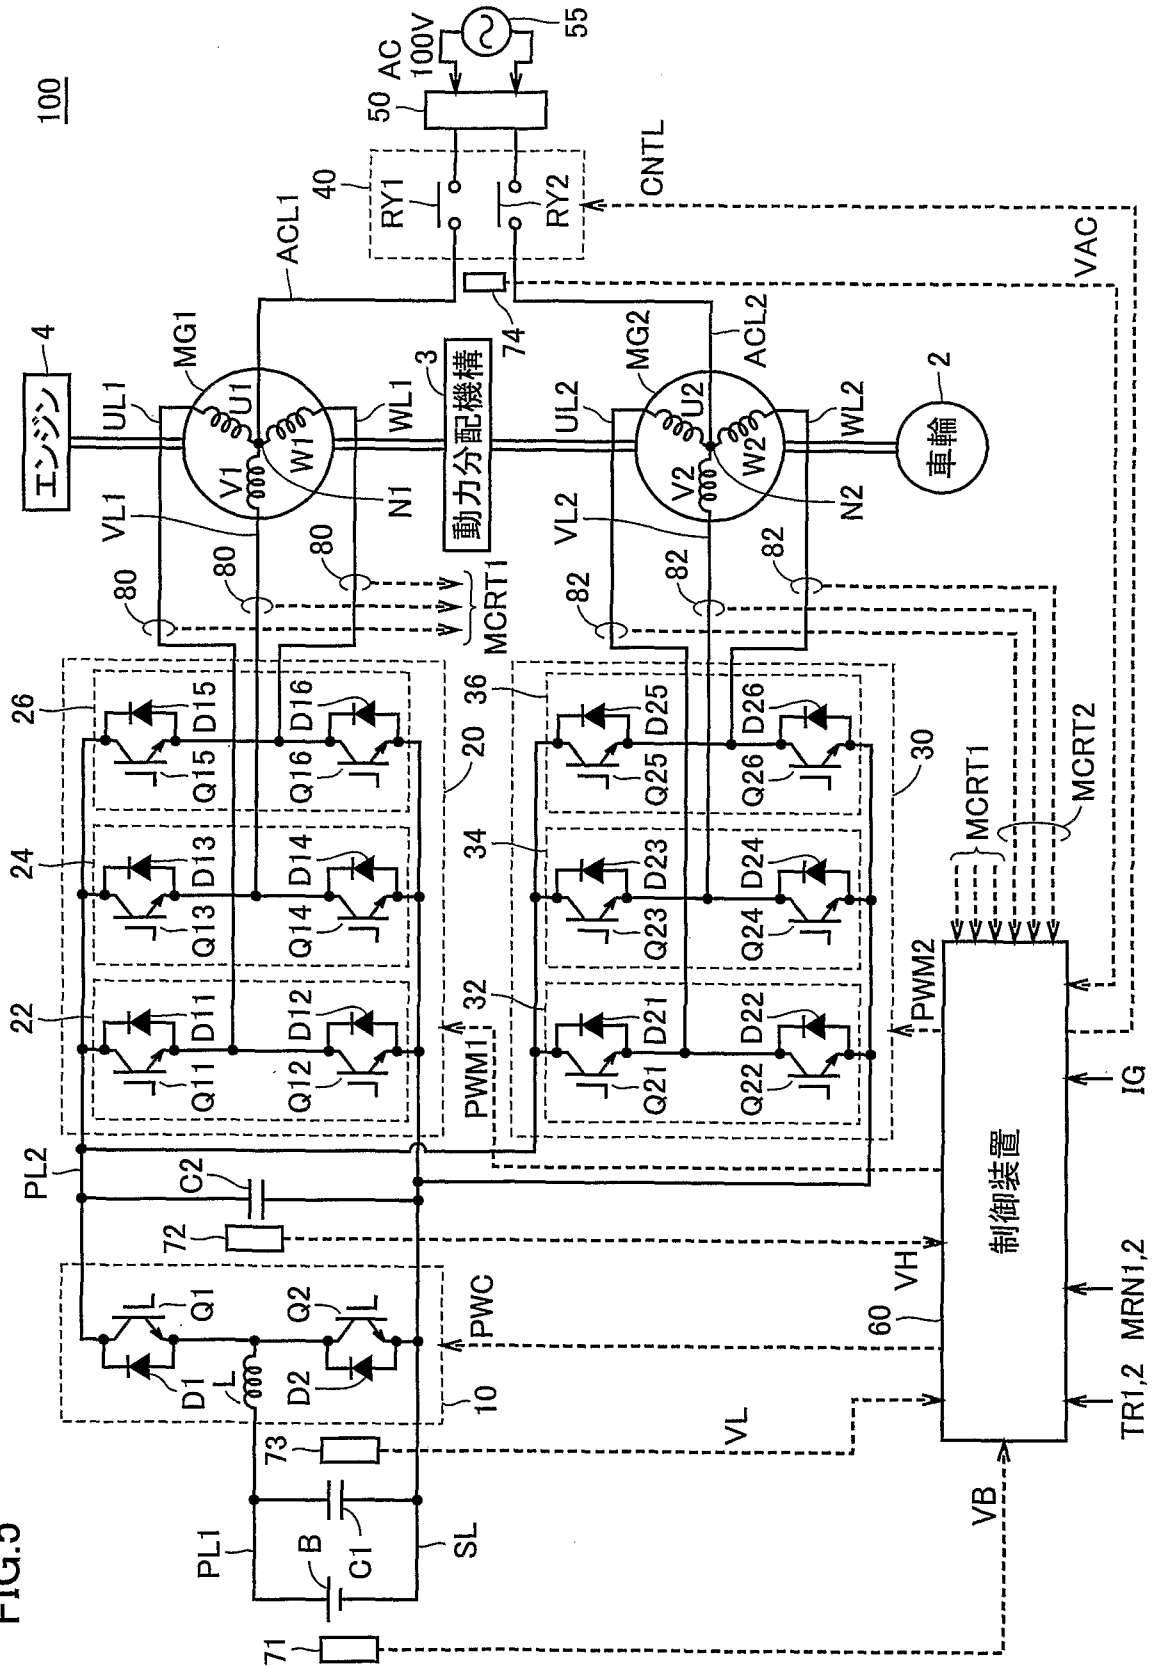 FIG.5
100
エンジン
4
UL1
MG1
U1
V1
W1
VL1
N1
WL1
ACL1
動力分配機構
3
40
RY1
RY2
50
AC
100V
55
CNTL
74
VAC
ACL2
MG2
UL2
U2
V2
W2
VL2
N2
WL2
車輪
2
80
80
80
MCRT1
82
82
82
26
24
22
D15
Q15
D16
Q16
D13
Q13
D14
Q14
D11
Q11
D12
Q12
20
36
34
32
D25
Q25
D26
Q26
D23
Q23
D24
Q24
D21
Q21
D22
Q22
30
PWM1
PWM2
MCRT1
MCRT2
PL2
C2
72
VH
Q1
D1
L
Q2
D2
10
PWC
73
VL
PL1
B
C1
SL
71
VB
60
制御装置
IG
MRN1,2
TR1,2